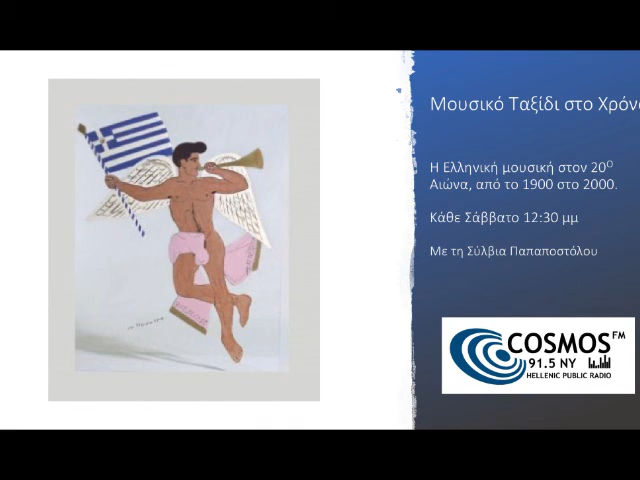 Μουσικό Ταξίδι στο Χρόν
Η Ελληνική μουσική στον 20Ο
Αιώνα, από το 1900 στο 2000.
Κάθε Σάββατο 12:30 μμ
Με τη Σύλβια Παπαποστόλου
COSMOS FM
91.5 NY
HELLENIC PUBLIC RADIO